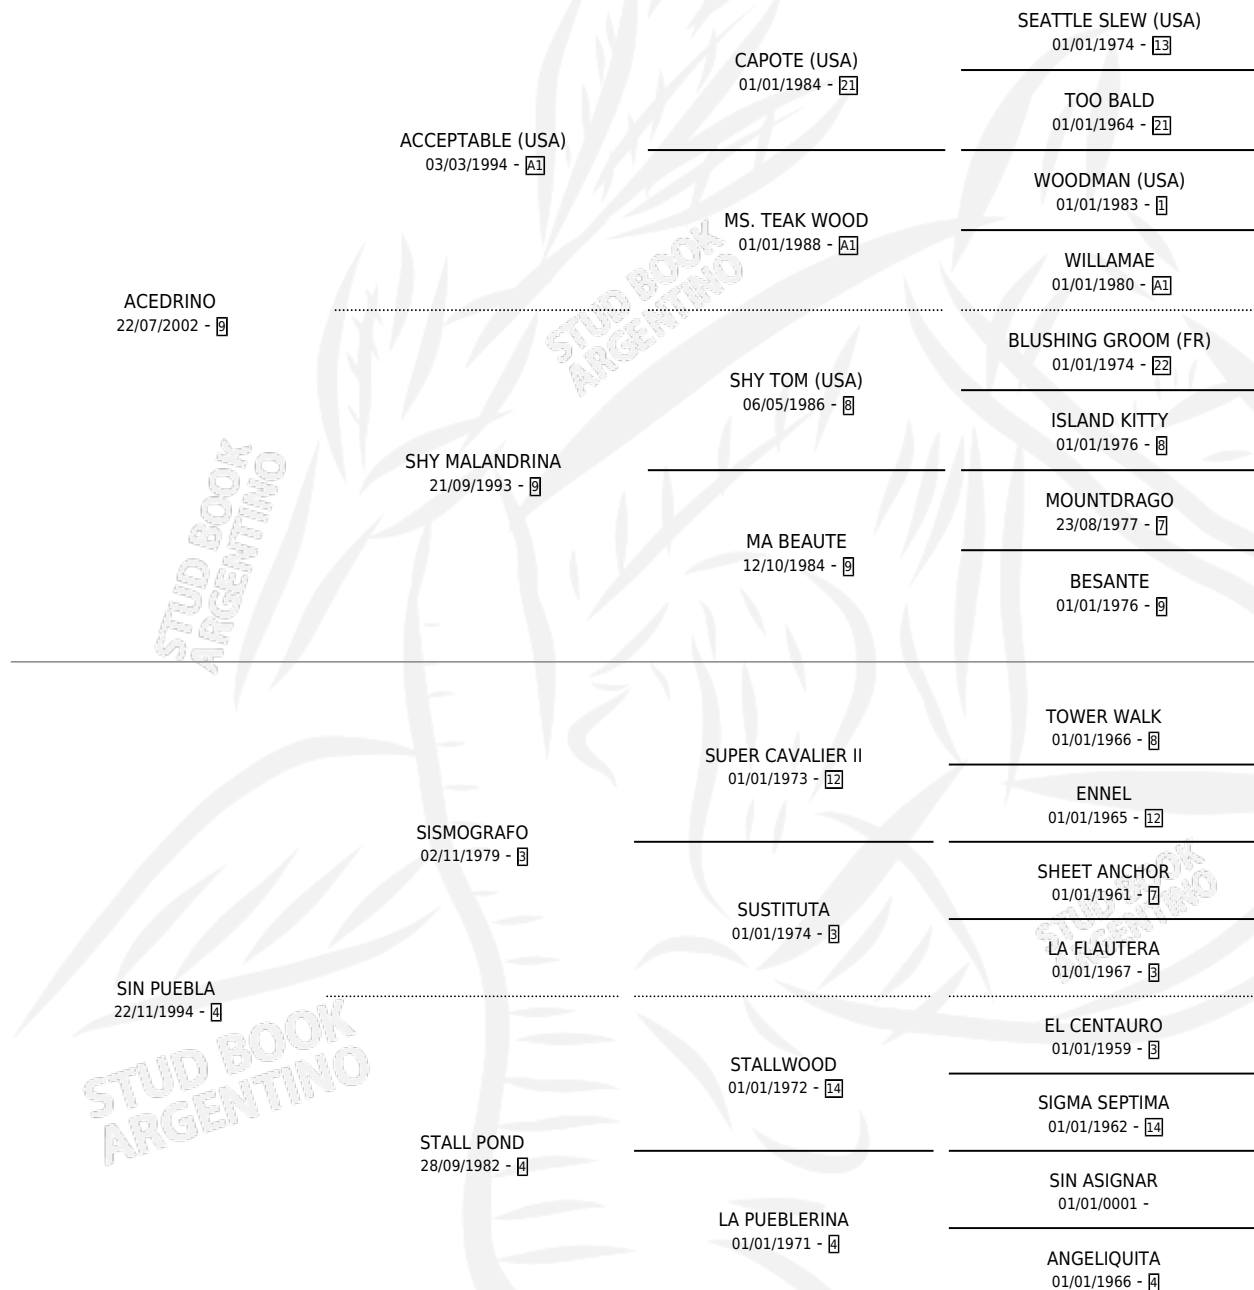 SEATTLE SLEW (USA)
01/01/1974 - 13
CAPOTE (USA)
01/01/1984 - 21
TOO BALD
01/01/1964 - 21
ACCEPTABLE (USA)
03/03/1994 - A1
WOODMAN (USA)
01/01/1983 - 1
MS. TEAK WOOD
01/01/1988 - A1
WILLAMAE
01/01/1980 - A1
ACEDRINO
22/07/2002 - 9
STUD BOOK
ARGENTINO
BLUSHING GROOM (FR)
01/01/1974 - 22
SHY TOM (USA)
06/05/1986 - 8
ISLAND KITTY
01/01/1976 - 8
SHY MALANDRINA
21/09/1993 - 9
MOUNTDRAGO
23/08/1977 - 7
MA BEAUTE
12/10/1984 - 9
BESANTE
01/01/1976 - 9
STUD BOOK
ARGENTINO
TOWER WALK
01/01/1966 - 8
SUPER CAVALIER II
01/01/1973 - 12
ENNEL
01/01/1965 - 12
SISMOGRAFO
02/11/1979 - 3
SHEET ANCHOR
01/01/1961 - 7
SUSTITUTA
01/01/1974 - 3
STUD BOOK
ARGENTINO
LA FLAUTERA
01/01/1967 - 3
SIN PUEBLA
22/11/1994 - 4
STUD BOOK
ARGENTINO
EL CENTAURO
01/01/1959 - 3
STALLWOOD
01/01/1972 - 14
SIGMA SEPTIMA
01/01/1962 - 14
STALL POND
28/09/1982 - 4
SIN ASIGNAR
01/01/0001 -
LA PUEBLERINA
01/01/1971 - 4
ANGELIQUITA
01/01/1966 - 4